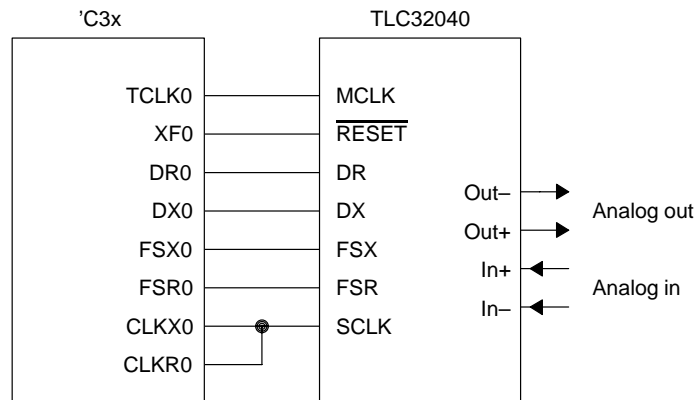 'C3x TLC32040
TCLK0 MCLK
XF0 RESET
DR0 DR
DX0 DX
Out–
Analog out
FSX0 FSX
Out+
FSR0 FSR
In+
Analog in
CLKX0 SCLK
In–
CLKR0